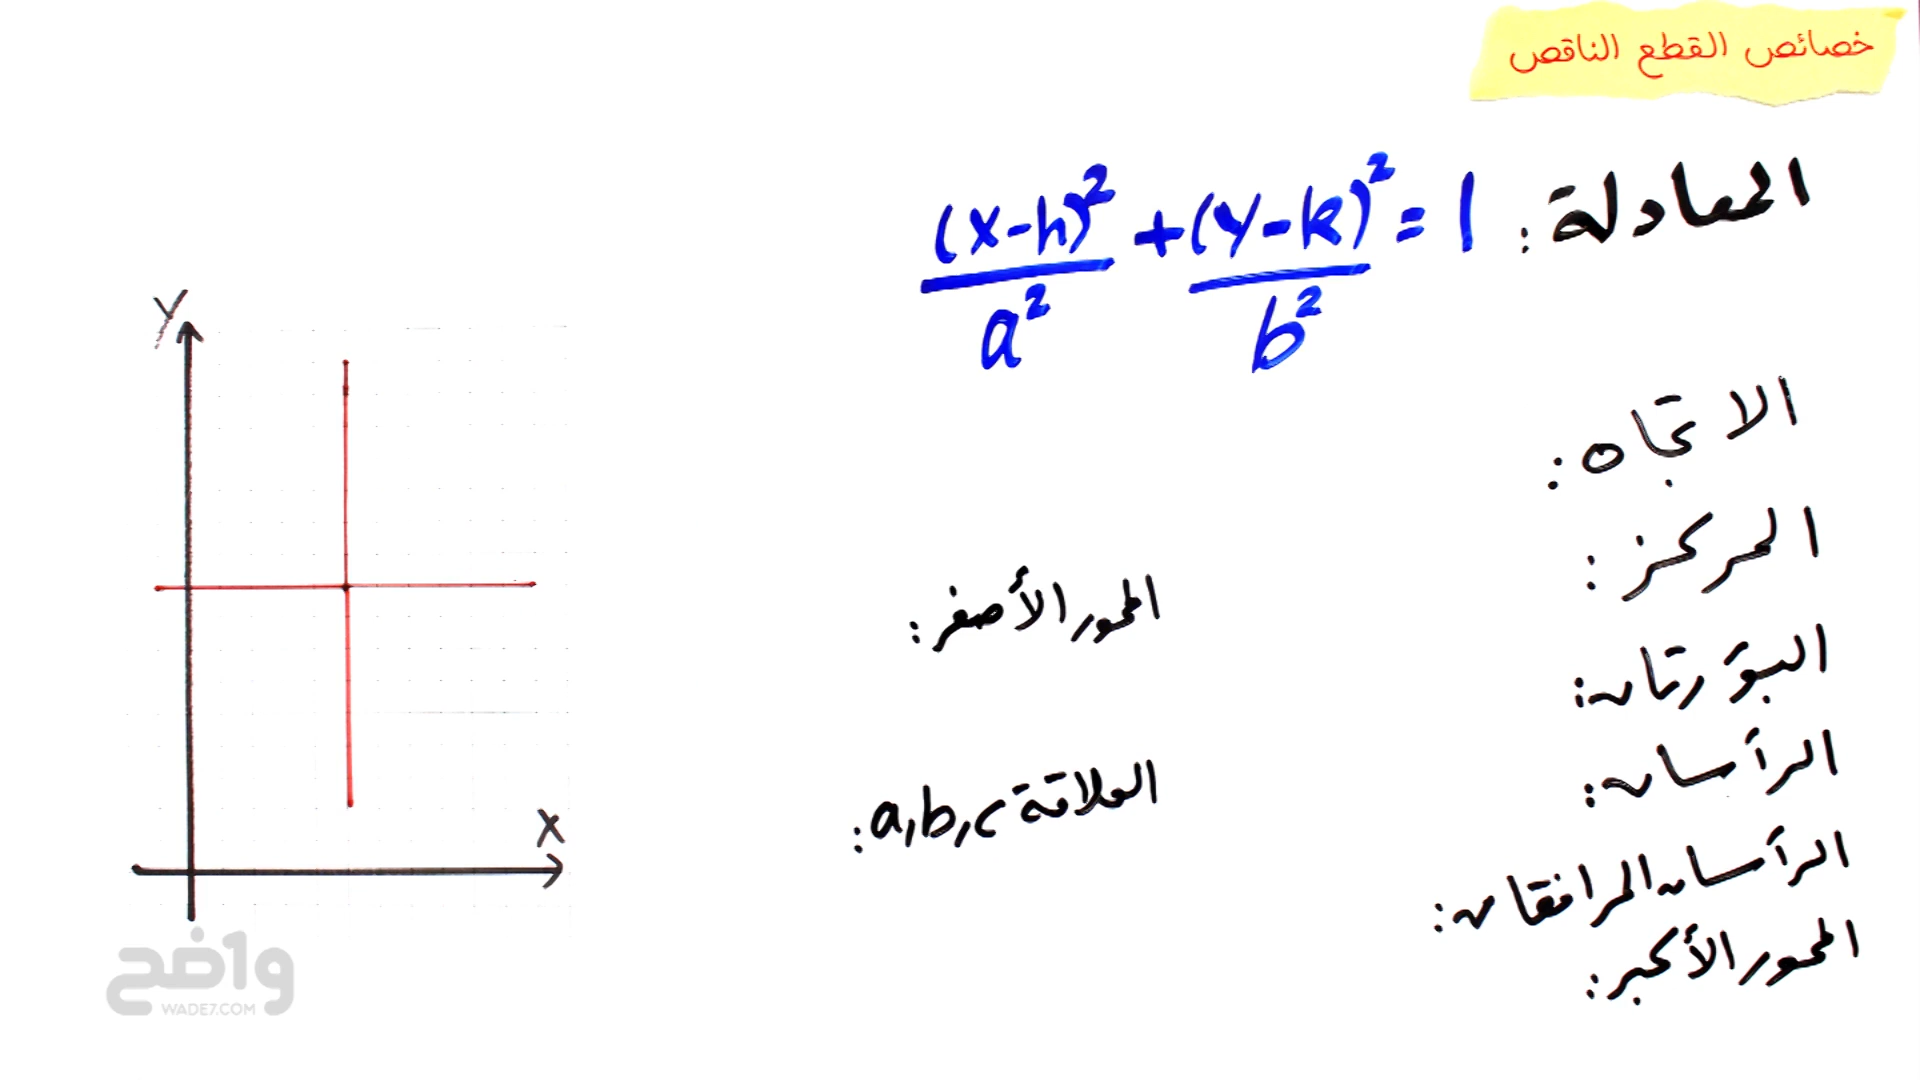 خصائص القطع الناقص
المعادلة: (x-h)²/a² + (y-k)²/b² = 1
الاتجاه:
المركز:
البؤرتان:
الرأسان:
الرأسان المرافقان:
المحور الأكبر:
المحور الأصغر:
العلاقة a,b,c:
Y
X
واضح
WADE7.COM